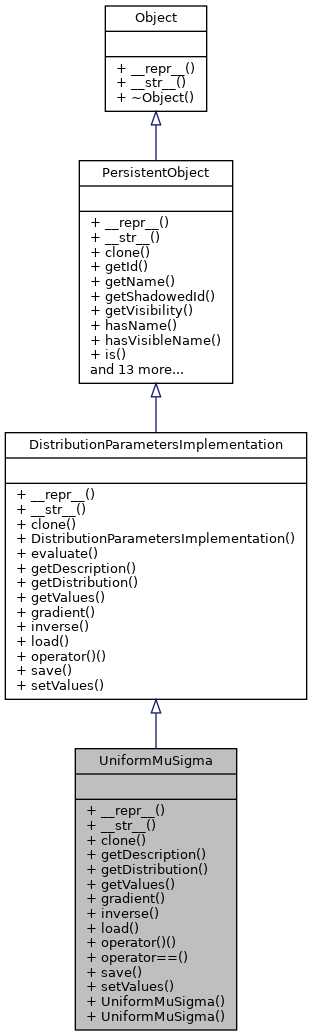 Object
+ __repr__()
+ __str__()
+ ~Object()
PersistentObject
+ __repr__()
+ __str__()
+ clone()
+ getId()
+ getName()
+ getShadowedId()
+ getVisibility()
+ hasName()
+ hasVisibleName()
+ is()
and 13 more...
DistributionParametersImplementation
+ __repr__()
+ __str__()
+ clone()
+ DistributionParametersImplementation()
+ evaluate()
+ getDescription()
+ getDistribution()
+ getValues()
+ gradient()
+ inverse()
+ load()
+ operator()()
+ save()
+ setValues()
UniformMuSigma
+ __repr__()
+ __str__()
+ clone()
+ getDescription()
+ getDistribution()
+ getValues()
+ gradient()
+ inverse()
+ load()
+ operator()()
+ operator==()
+ save()
+ setValues()
+ UniformMuSigma()
+ UniformMuSigma()